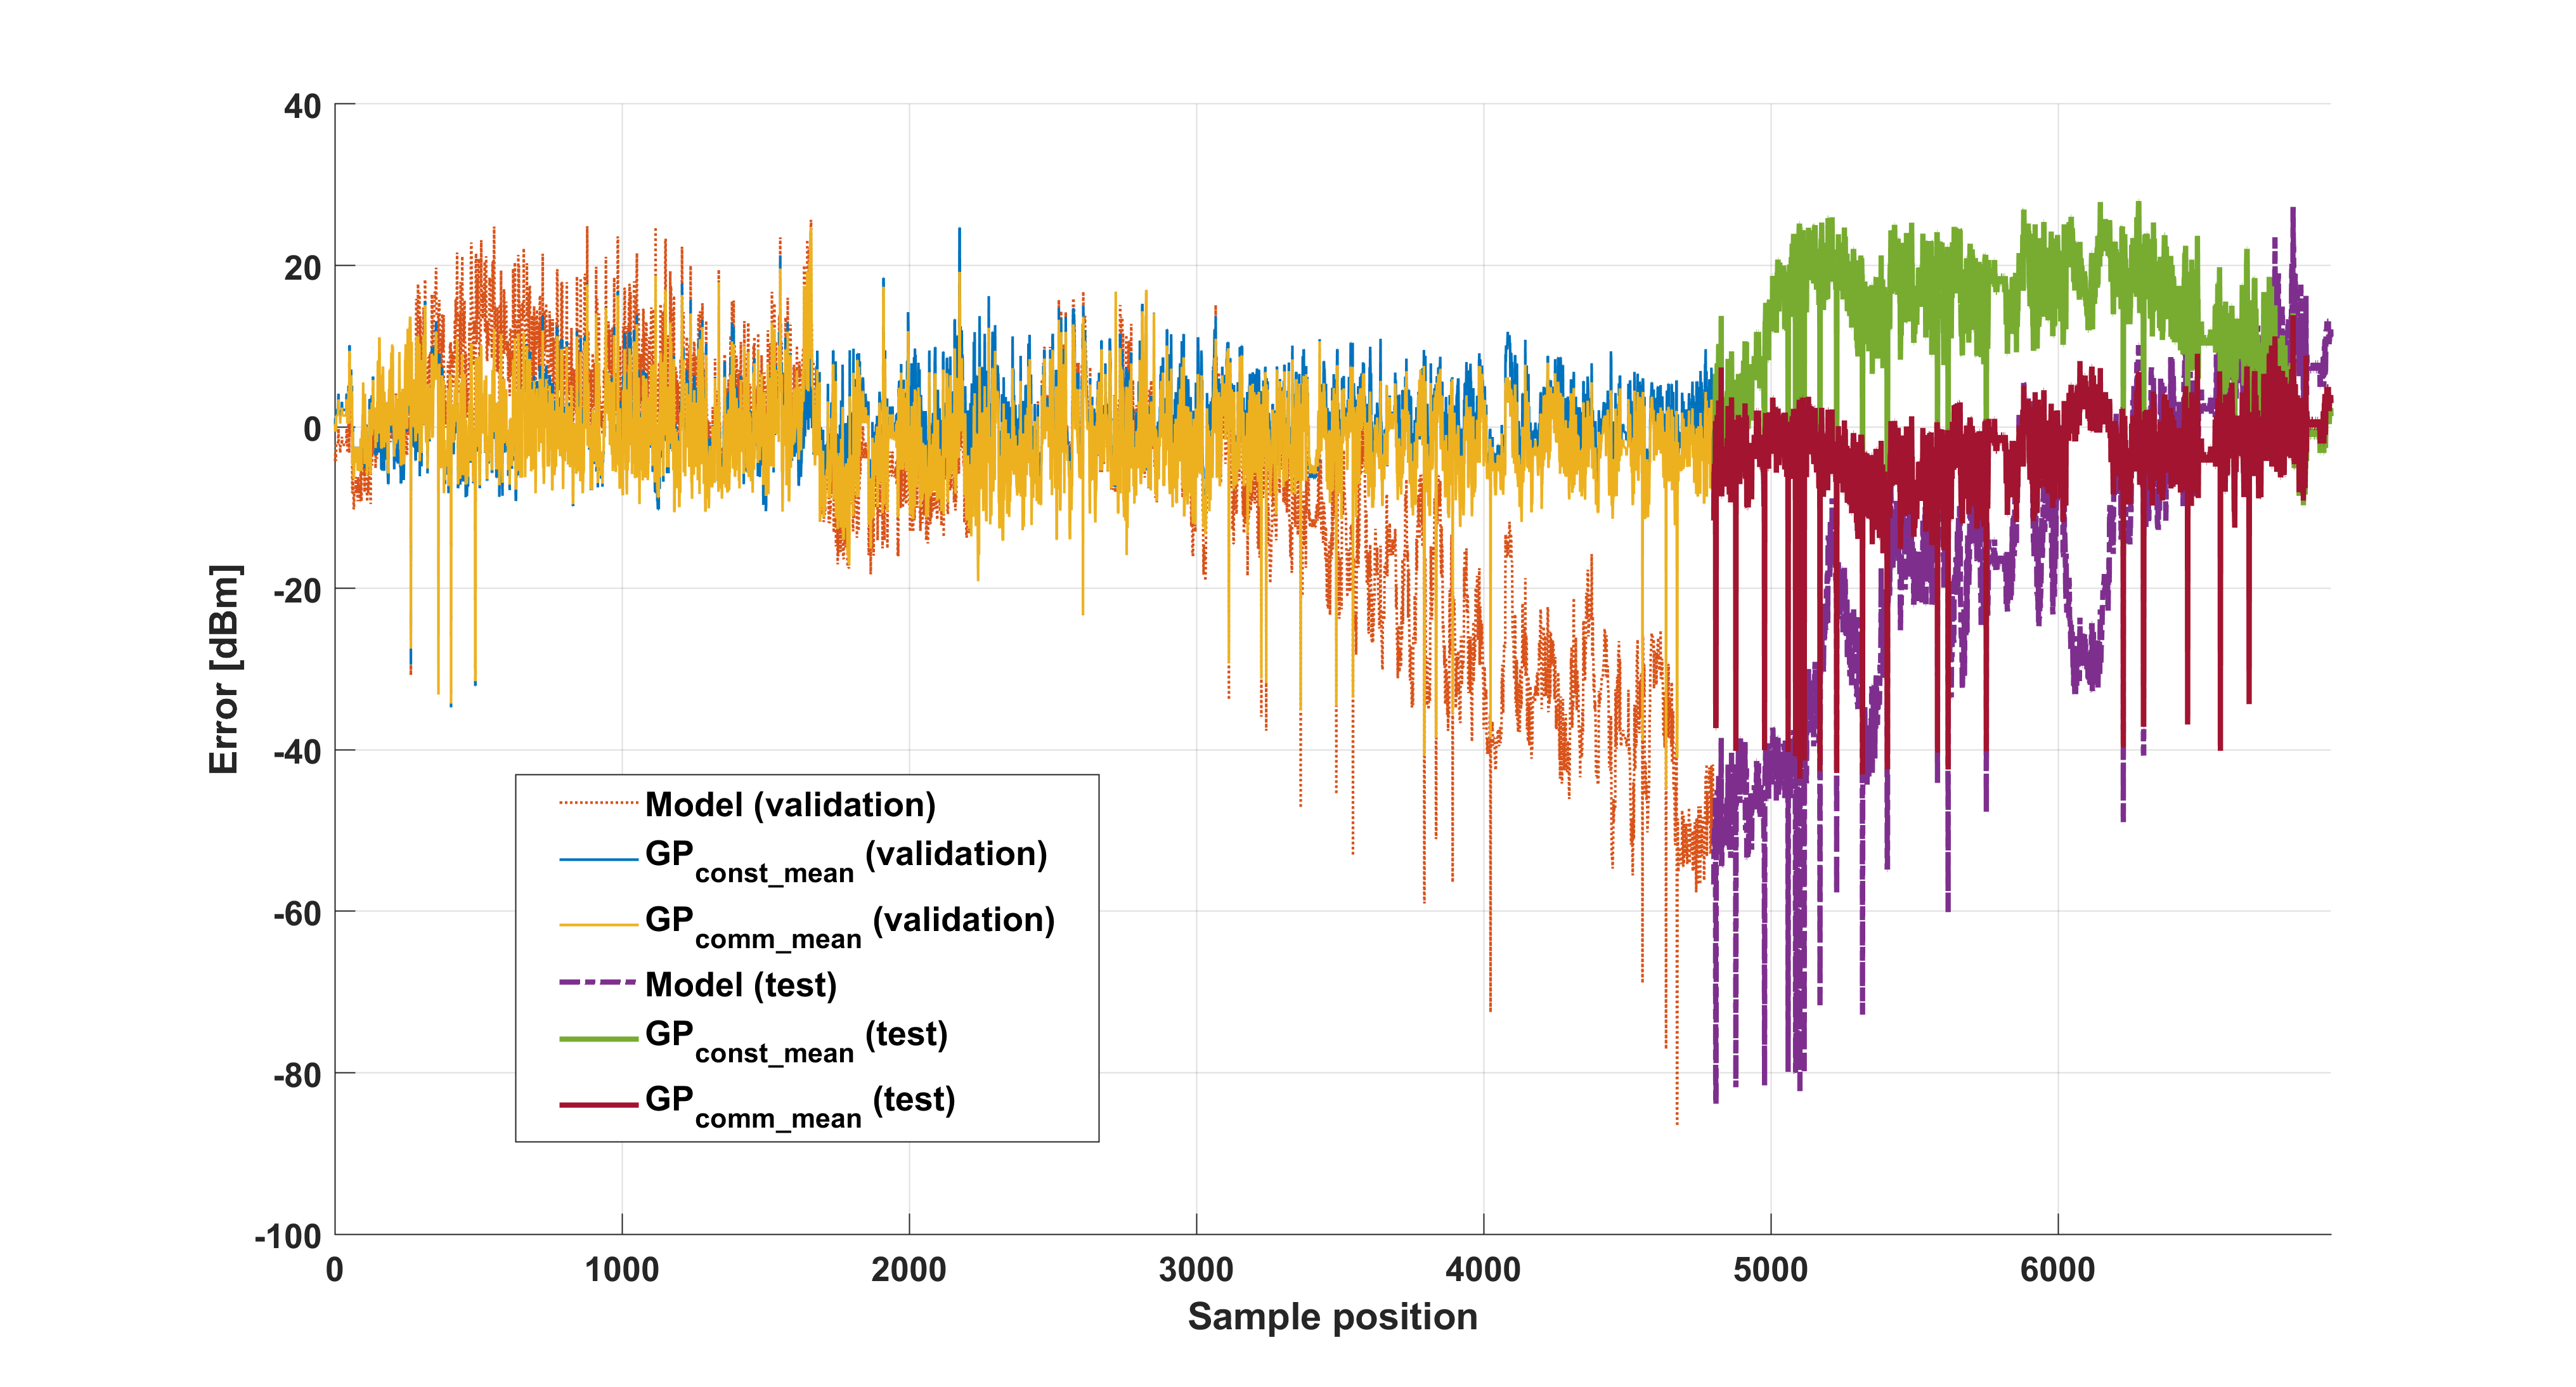 40
20
0
-20
-40
-60
-80
-100
Error [dBm]
Model (validation)
GPconst_mean (validation)
GPcomm_mean (validation)
Model (test)
GPconst_mean (test)
GPcomm_mean (test)
0 1000 2000 3000 4000 5000 6000
Sample position